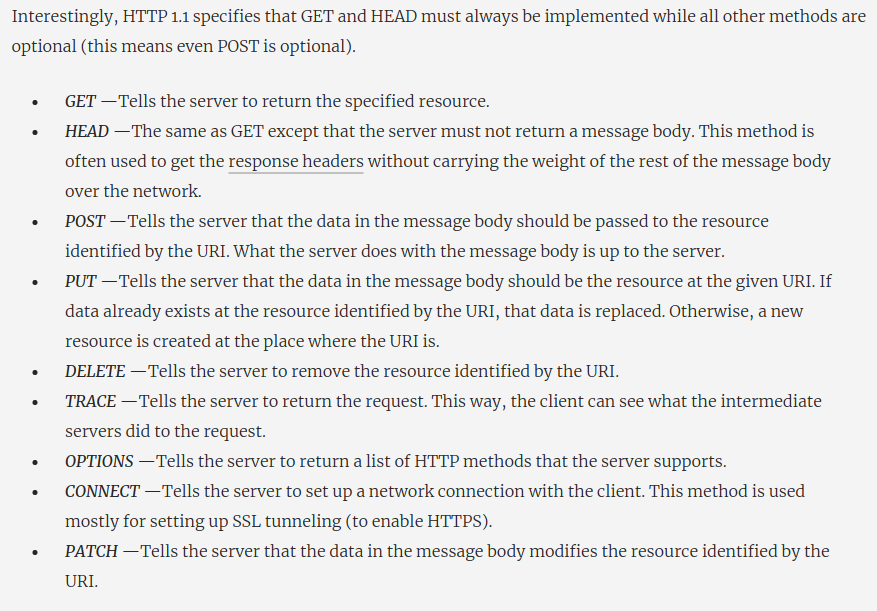 Interestingly, HTTP 1.1 specifies that GET and HEAD must always be implemented while all other methods are
optional (this means even POST is optional).
• GET —Tells the server to return the specified resource.
• HEAD —The same as GET except that the server must not return a message body. This method is
often used to get the response headers without carrying the weight of the rest of the message body
over the network.
• POST —Tells the server that the data in the message body should be passed to the resource
identified by the URI. What the server does with the message body is up to the server.
• PUT —Tells the server that the data in the message body should be the resource at the given URI. If
data already exists at the resource identified by the URI, that data is replaced. Otherwise, a new
resource is created at the place where the URI is.
• DELETE —Tells the server to remove the resource identified by the URI.
• TRACE —Tells the server to return the request. This way, the client can see what the intermediate
servers did to the request.
• OPTIONS —Tells the server to return a list of HTTP methods that the server supports.
• CONNECT —Tells the server to set up a network connection with the client. This method is used
mostly for setting up SSL tunneling (to enable HTTPS).
• PATCH —Tells the server that the data in the message body modifies the resource identified by the
URI.